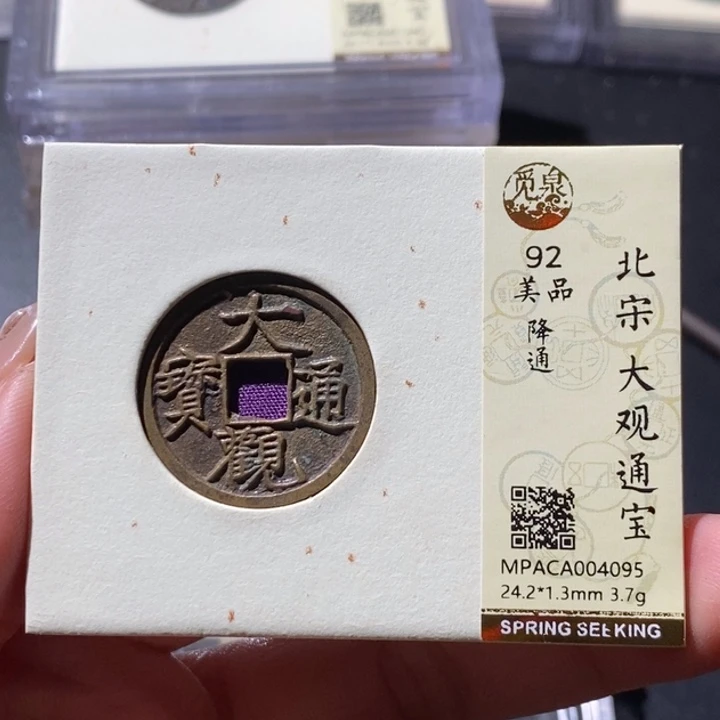 大觀通寶
觅泉
92
美品
降通
北宋 大观通宝
MPACA004095
24.2*1.3mm 3.7g
SPRING SEEKING